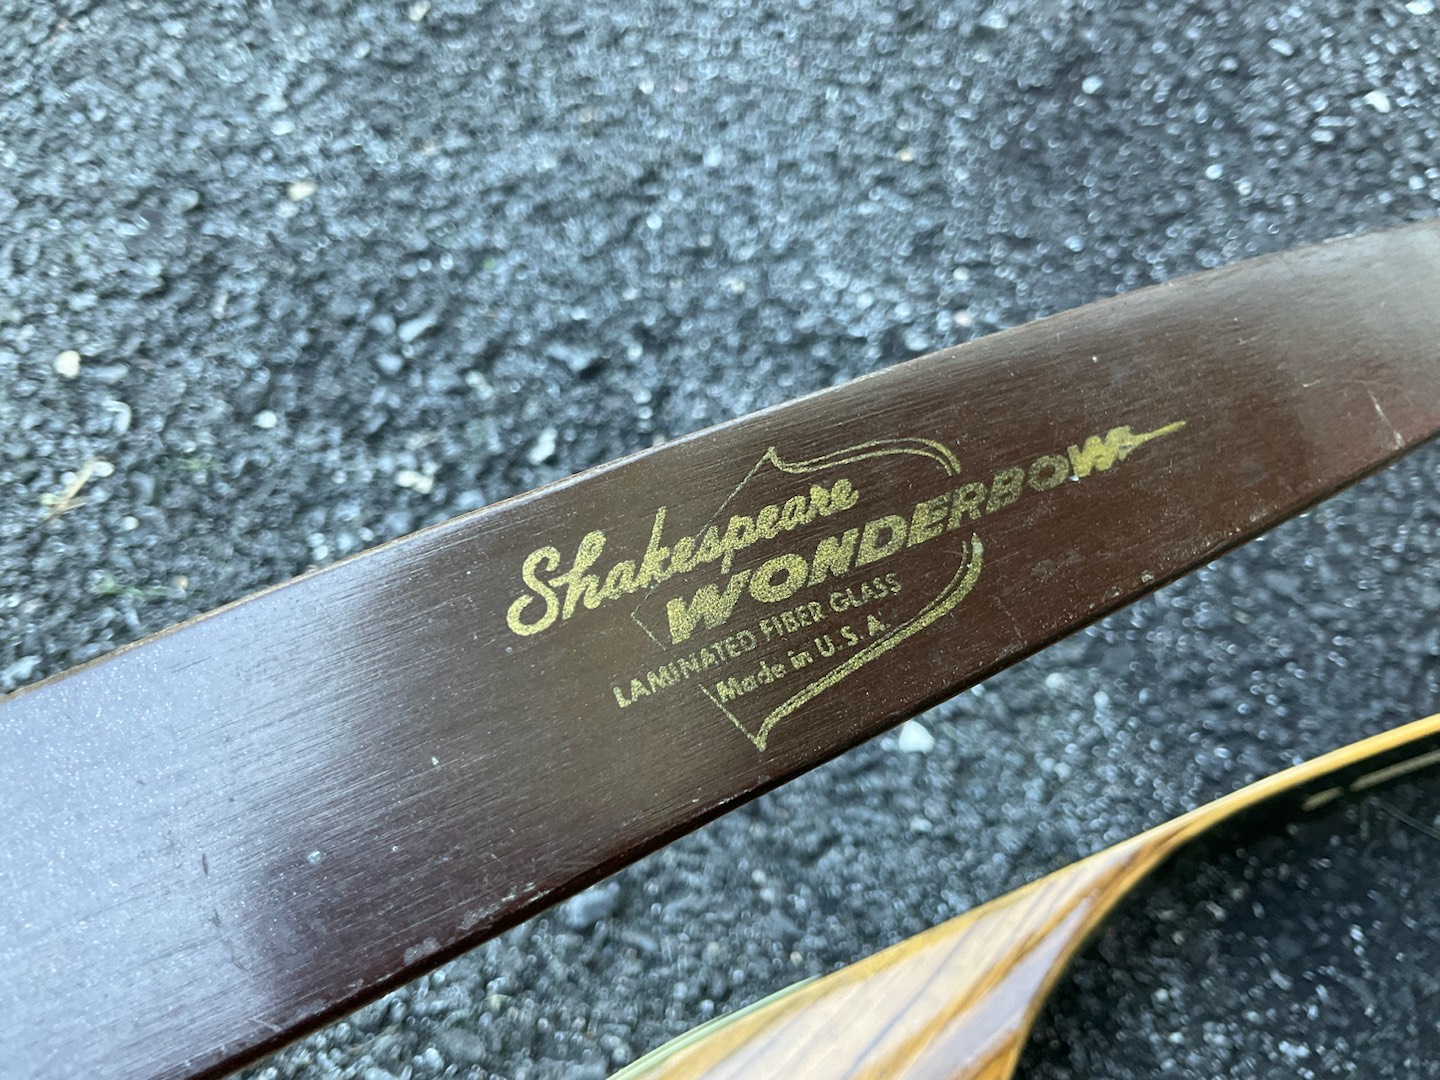 Shakespeare
WONDERBOW
LAMINATED FIBER GLASS
Made in U.S.A.